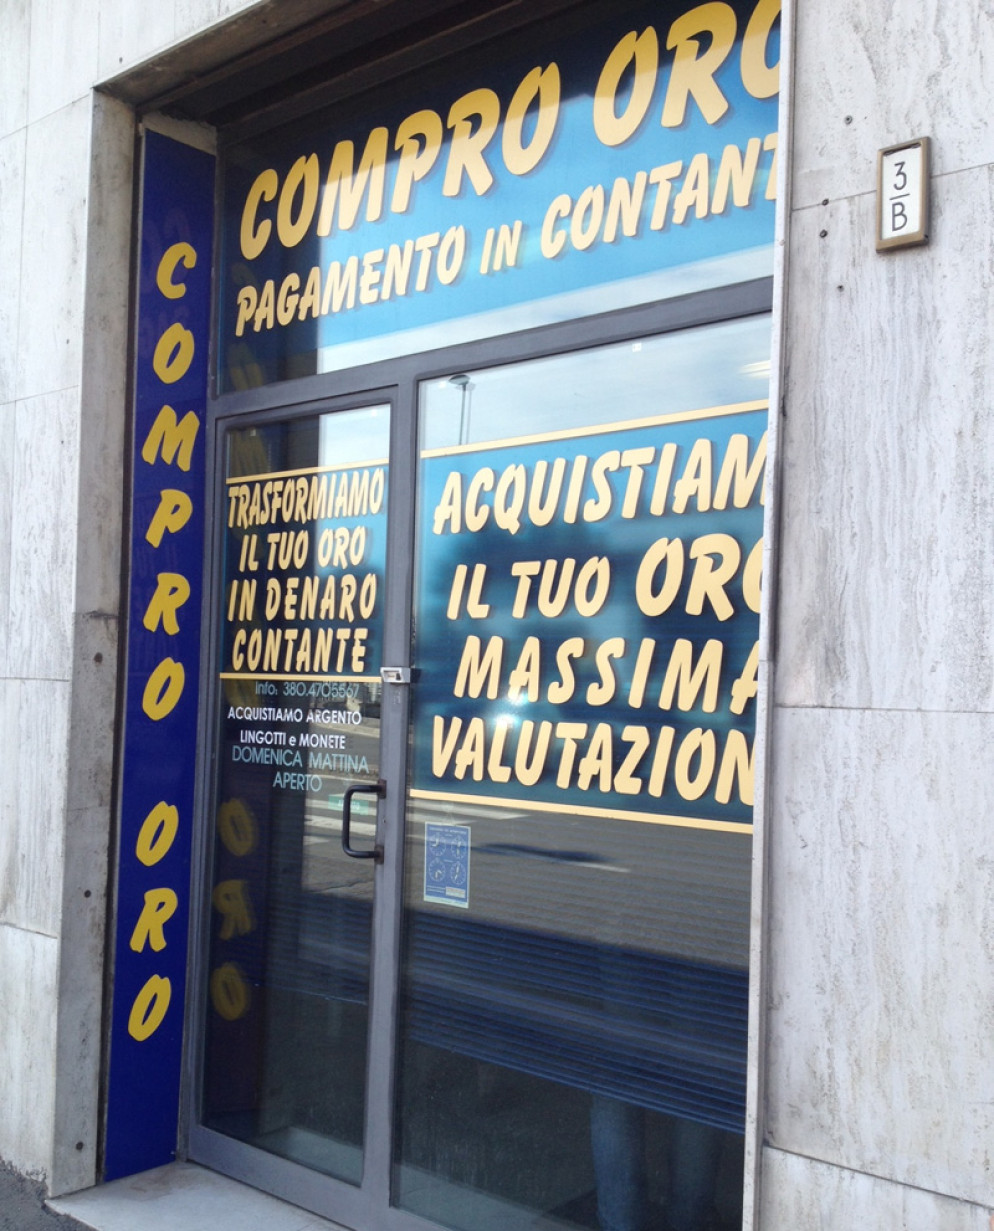 COMPRO ORO
PAGAMENTO IN CONTANT
3
B
COMPRO ORO
TRASFORMIAMO
IL TUO ORO
IN DENARO
CONTANTE
Info: 380.4705567
ACQUISTIAMO ARGENTO
LINGOTTI e MONETE
DOMENICA MATTINA
APERTO
ACQUISTIAM
IL TUO ORO
MASSIMA
VALUTAZION